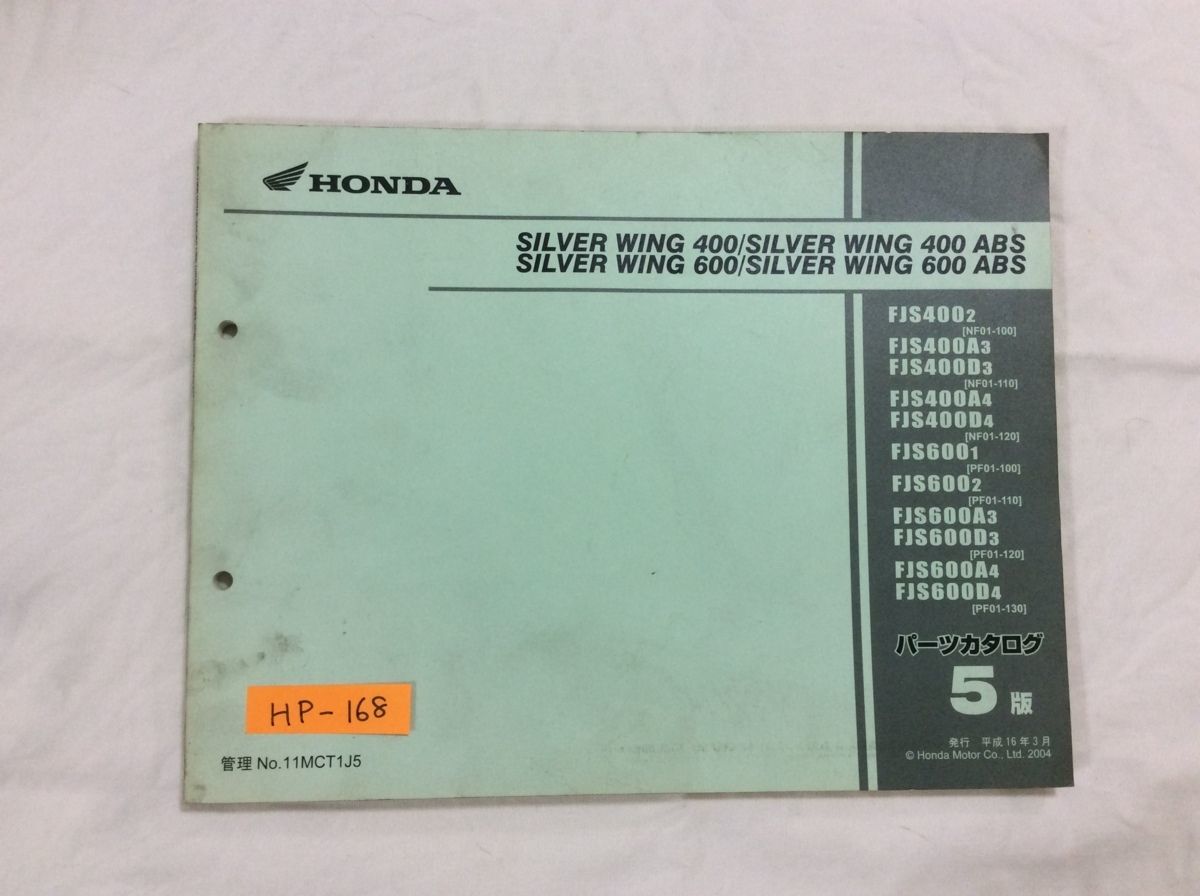 HONDA
SILVER WING 400/SILVER WING 400 ABS
SILVER WING 600/SILVER WING 600 ABS
FJS4002
[NF01-100]
FJS400A3
FJS400D3
[NF01-110]
FJS400A4
FJS400D4
[NF01-120]
FJS6001
[PF01-100]
FJS6002
[PF01-110]
FJS600A3
FJS600D3
[PF01-120]
FJS600A4
FJS600D4
[PF01-130]
パーツカタログ
5版
発行 平成16年3月
© Honda Motor Co., Ltd. 2004
HP-168
管理 No.11MCT1J5